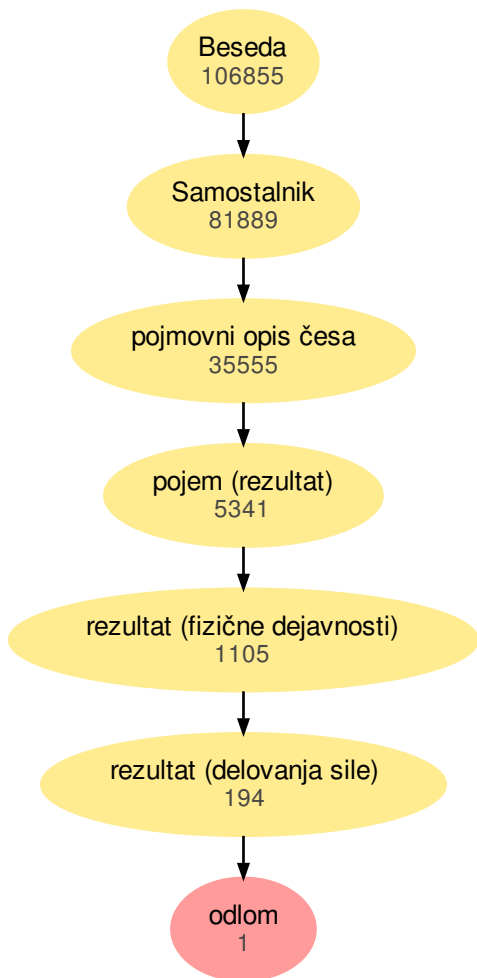 Beseda
106855
Samostalnik
81889
pojmovni opis česa
35555
pojem (rezultat)
5341
rezultat (fizične dejavnosti)
1105
rezultat (delovanja sile)
194
odlom
1